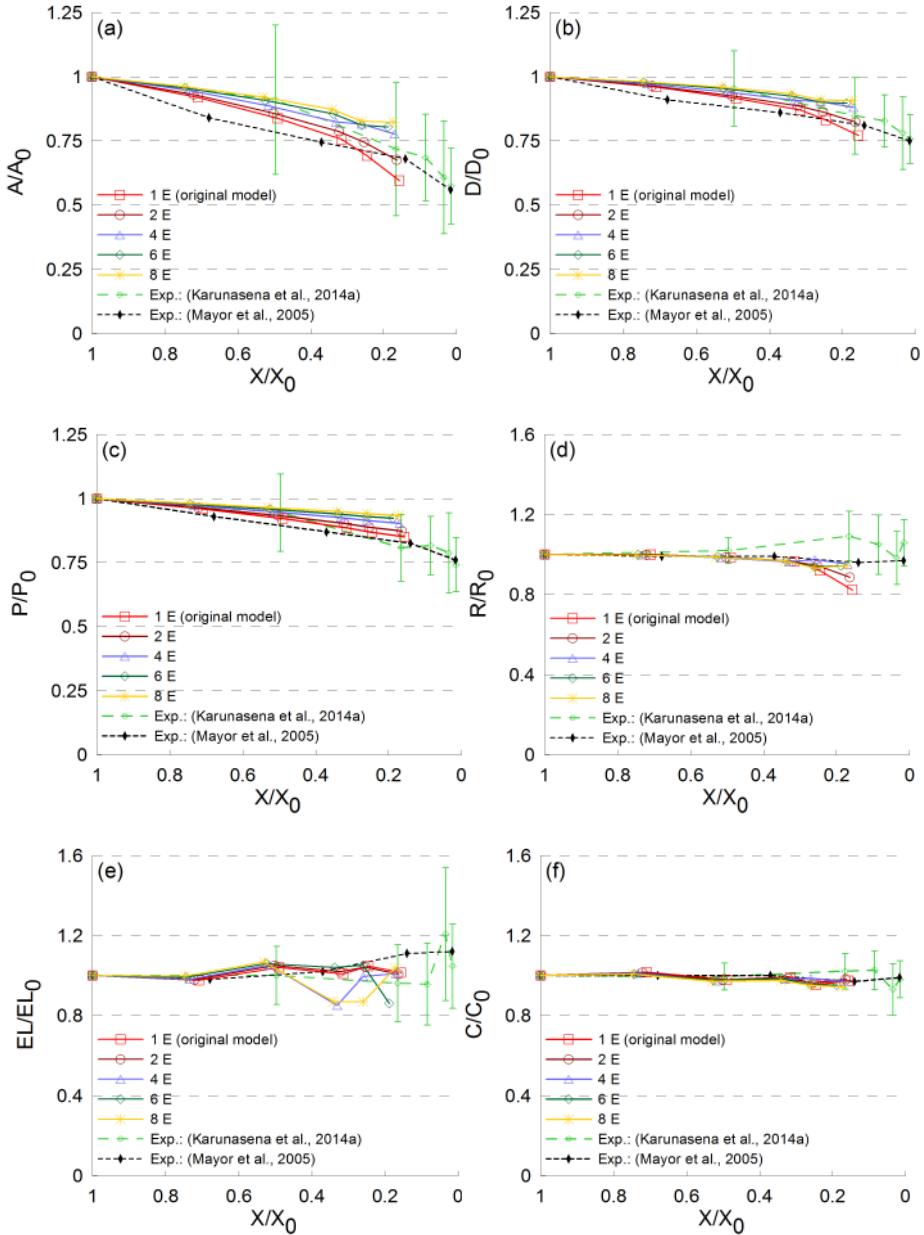 (a)
A/A0
1.25
1
0.75
0.5
0.25
0
1 E (original model)
2 E
4 E
6 E
8 E
Exp.: (Karunasena et al., 2014a)
Exp.: (Mayor et al., 2005)
1 0.8 0.6 0.4 0.2 0
X/X0
(b)
D/D0
1.25
1
0.75
0.5
0.25
0
1 E (original model)
2 E
4 E
6 E
8 E
Exp.: (Karunasena et al., 2014a)
Exp.: (Mayor et al., 2005)
1 0.8 0.6 0.4 0.2 0
X/X0
(c)
P/P0
1.25
1
0.75
0.5
0.25
0
1 E (original model)
2 E
4 E
6 E
8 E
Exp.: (Karunasena et al., 2014a)
Exp.: (Mayor et al., 2005)
1 0.8 0.6 0.4 0.2 0
X/X0
(d)
R/R0
1.6
1.2
0.8
0.4
0
1 E (original model)
2 E
4 E
6 E
8 E
Exp.: (Karunasena et al., 2014a)
Exp.: (Mayor et al., 2005)
1 0.8 0.6 0.4 0.2 0
X/X0
(e)
EL/EL0
1.6
1.2
0.8
0.4
0
1 E (original model)
2 E
4 E
6 E
8 E
Exp.: (Karunasena et al., 2014a)
Exp.: (Mayor et al., 2005)
1 0.8 0.6 0.4 0.2 0
X/X0
(f)
C/C0
1.6
1.2
0.8
0.4
0
1 E (original model)
2 E
4 E
6 E
8 E
Exp.: (Karunasena et al., 2014a)
Exp.: (Mayor et al., 2005)
1 0.8 0.6 0.4 0.2 0
X/X0